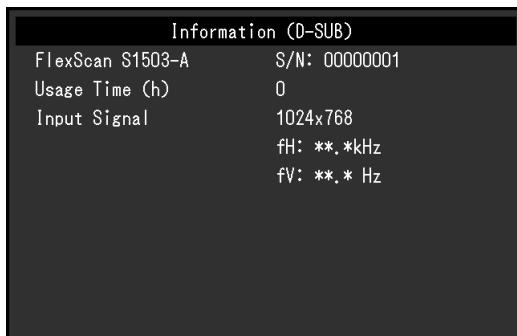 Information (D-SUB)
FlexScan S1503-A S/N: 00000001
Usage Time (h) 0
Input Signal 1024x768
fH: **.*kHz
fV: **.* Hz